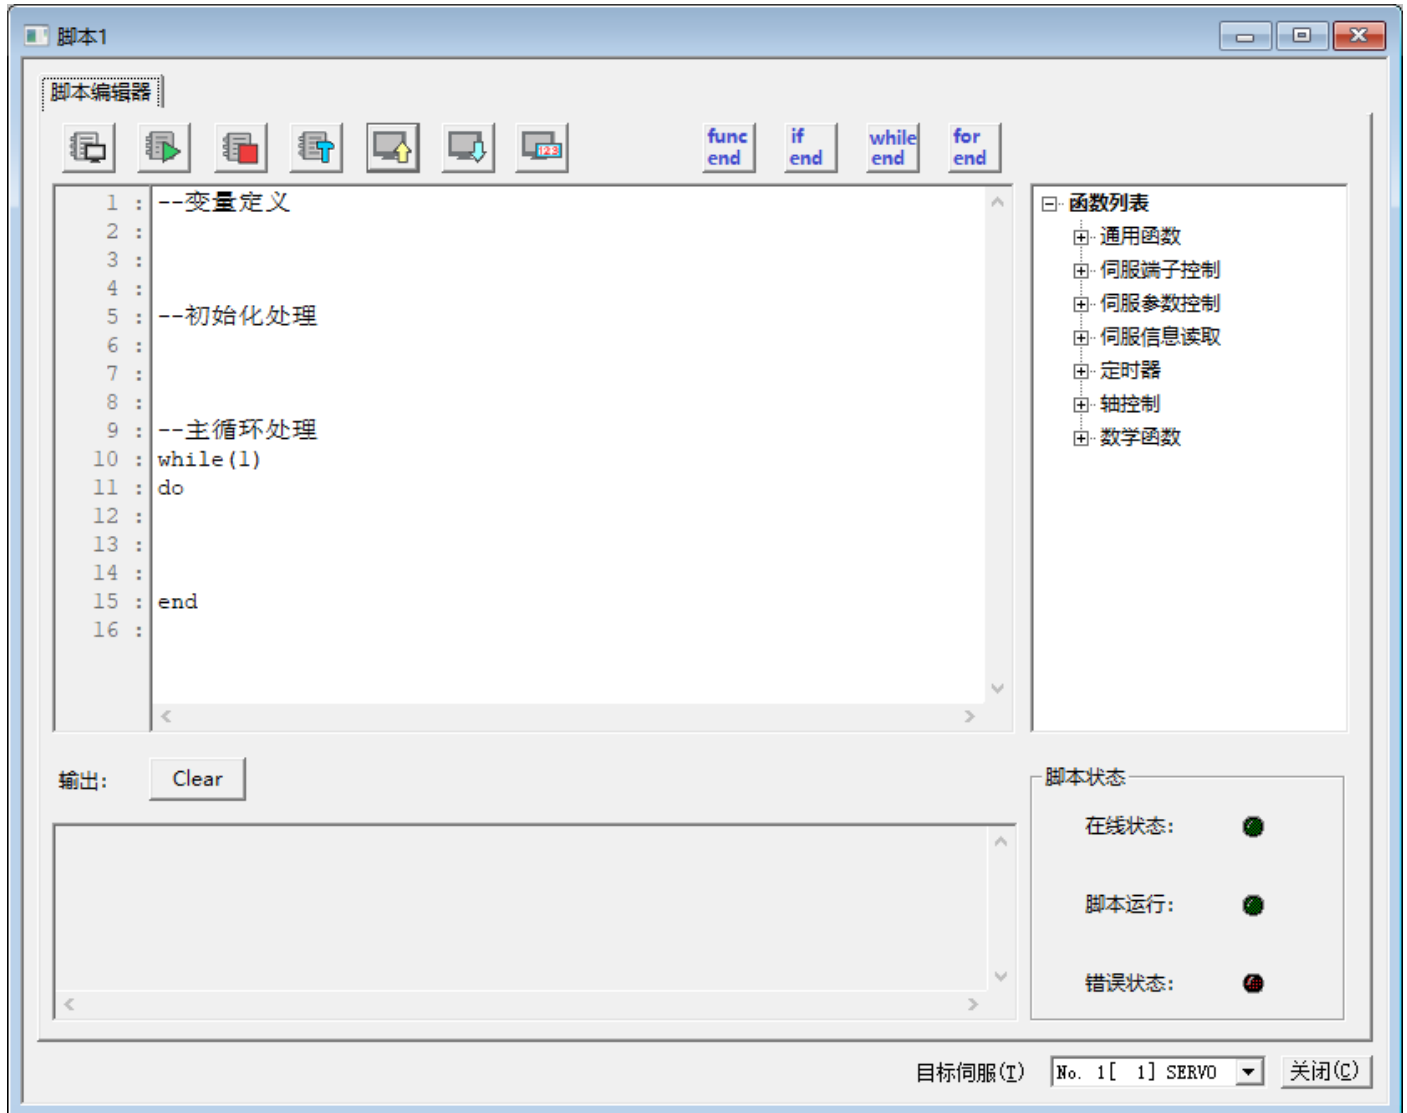 脚本1
脚本编辑器
123
func end
if end
while end
for end
1 : --变量定义
2 :
3 :
4 :
5 : --初始化处理
6 :
7 :
8 :
9 : --主循环处理
10 : while(1)
11 : do
12 :
13 :
14 :
15 : end
16 :
函数列表
通用函数
伺服端子控制
伺服参数控制
伺服信息读取
定时器
轴控制
数学函数
输出: Clear
脚本状态
在线状态:
脚本运行:
错误状态:
目标伺服(T) No. 1[ 1] SERVO 关闭(C)